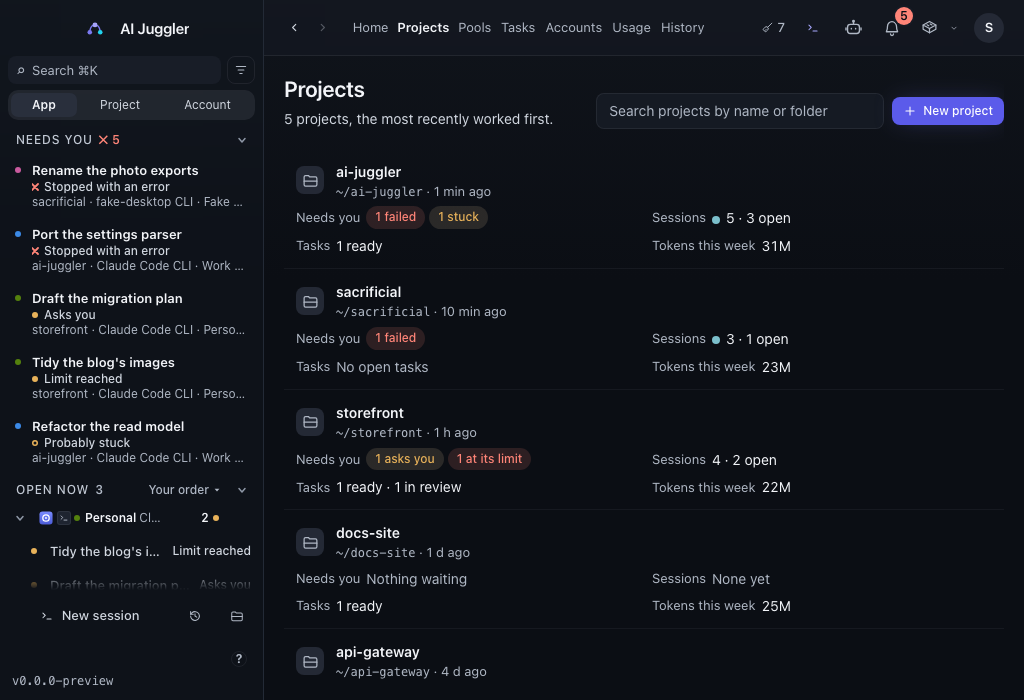 AI Juggler
Search ⌘K
App Project Account
NEEDS YOU 5
Rename the photo exports
Stopped with an error
sacrificial · fake-desktop CLI · Fake ...
Port the settings parser
Stopped with an error
ai-juggler · Claude Code CLI · Work ...
Draft the migration plan
Asks you
storefront · Claude Code CLI · Perso...
Tidy the blog's images
Limit reached
storefront · Claude Code CLI · Perso...
Refactor the read model
Probably stuck
ai-juggler · Claude Code CLI · Work ...
OPEN NOW 3 Your order
Personal Cl... 2
Tidy the blog's i... Limit reached
Draft the migration p... Asks you
New session
?
v0.0.0-preview
Home Projects Pools Tasks Accounts Usage History 7 5 S
Projects
5 projects, the most recently worked first.
Search projects by name or folder
+ New project
ai-juggler
~/ai-juggler · 1 min ago
Needs you 1 failed 1 stuck Sessions 5 · 3 open
Tasks 1 ready Tokens this week 31M
sacrificial
~/sacrificial · 10 min ago
Needs you 1 failed Sessions 3 · 1 open
Tasks No open tasks Tokens this week 23M
storefront
~/storefront · 1 h ago
Needs you 1 asks you 1 at its limit Sessions 4 · 2 open
Tasks 1 ready · 1 in review Tokens this week 22M
docs-site
~/docs-site · 1 d ago
Needs you Nothing waiting Sessions None yet
Tasks 1 ready Tokens this week 25M
api-gateway
~/api-gateway · 4 d ago